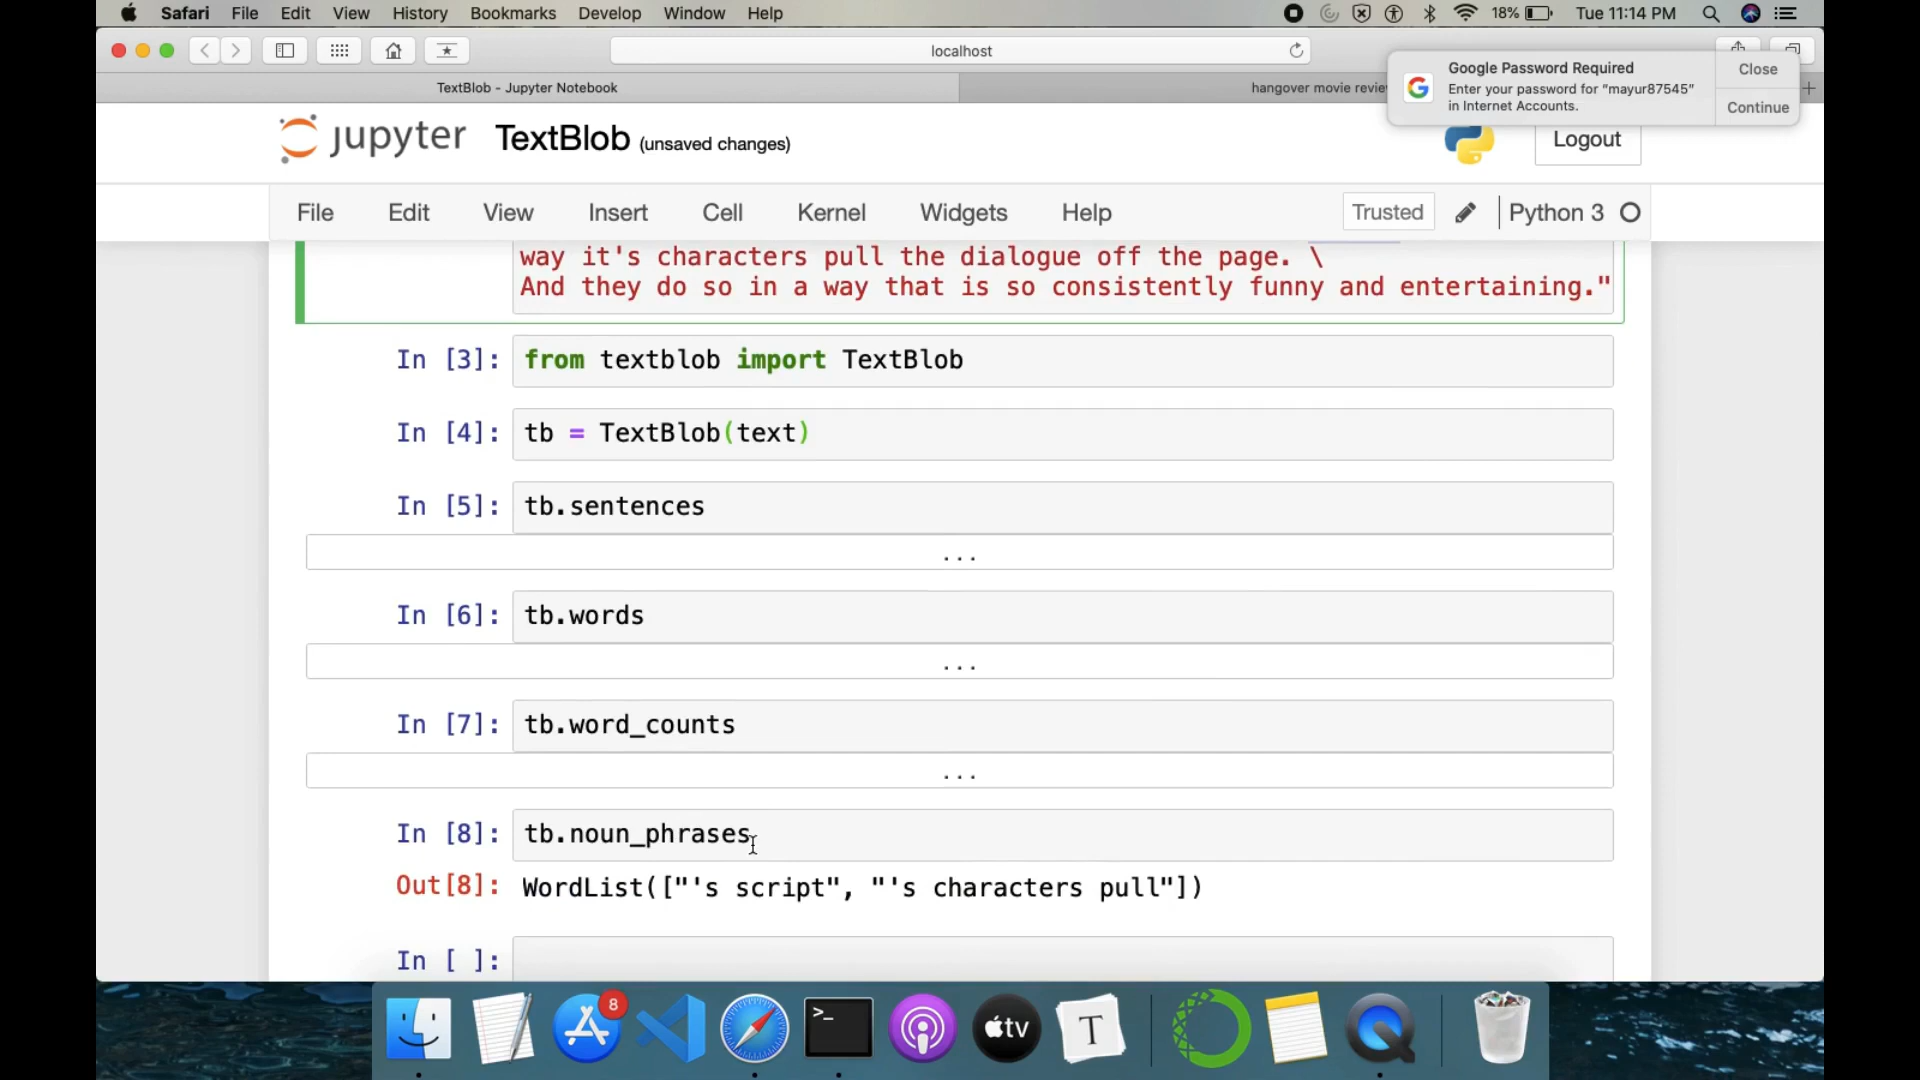 Safari File Edit View History Bookmarks Develop Window Help 18% Tue 11:14 PM
localhost
TextBlob - Jupyter Notebook
hangover movie revie
Google Password Required
Enter your password for "mayur87545"
in Internet Accounts.
Close
Continue
jupyter TextBlob (unsaved changes)
Logout
File Edit View Insert Cell Kernel Widgets Help Trusted Python 3
way it's characters pull the dialogue off the page. \
And they do so in a way that is so consistently funny and entertaining."
In [3]: from textblob import TextBlob
In [4]: tb = TextBlob(text)
In [5]: tb.sentences
...
In [6]: tb.words
...
In [7]: tb.word_counts
...
In [8]: tb.noun_phrases
Out[8]: WordList(["'s script", "'s characters pull"])
In [ ]:
8
>_
tv
T